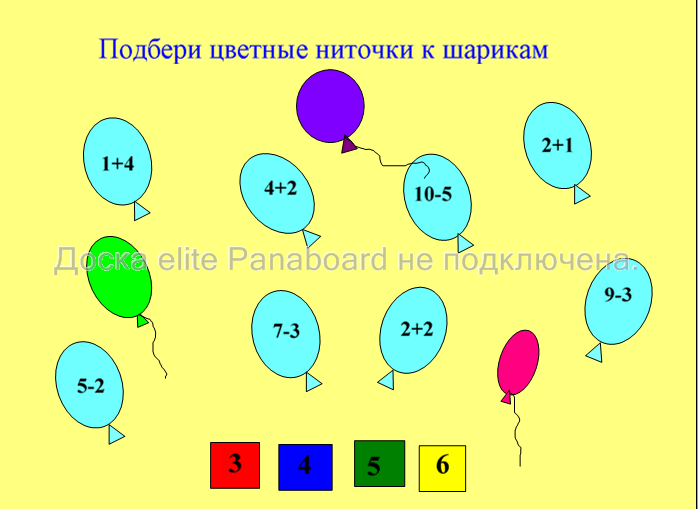 Подбери цветные ниточки к шарикам
2+1
1+4
4+2
10-5
Доска elite Panaboard не подключена.
9-3
7-3
2+2
5-2
3 4 5 6